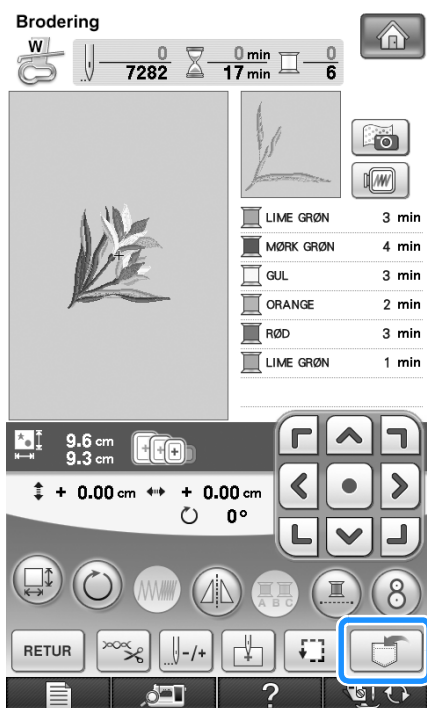 Brodering
W
0 0 min 0
7282 17 min 6
LIME GRØN 3 min
MØRK GRØN 4 min
GUL 3 min
ORANGE 2 min
RØD 3 min
LIME GRØN 1 min
9.6 cm
9.3 cm
+ 0.00 cm + 0.00 cm
0°
A B C
8
RETUR -/+
?